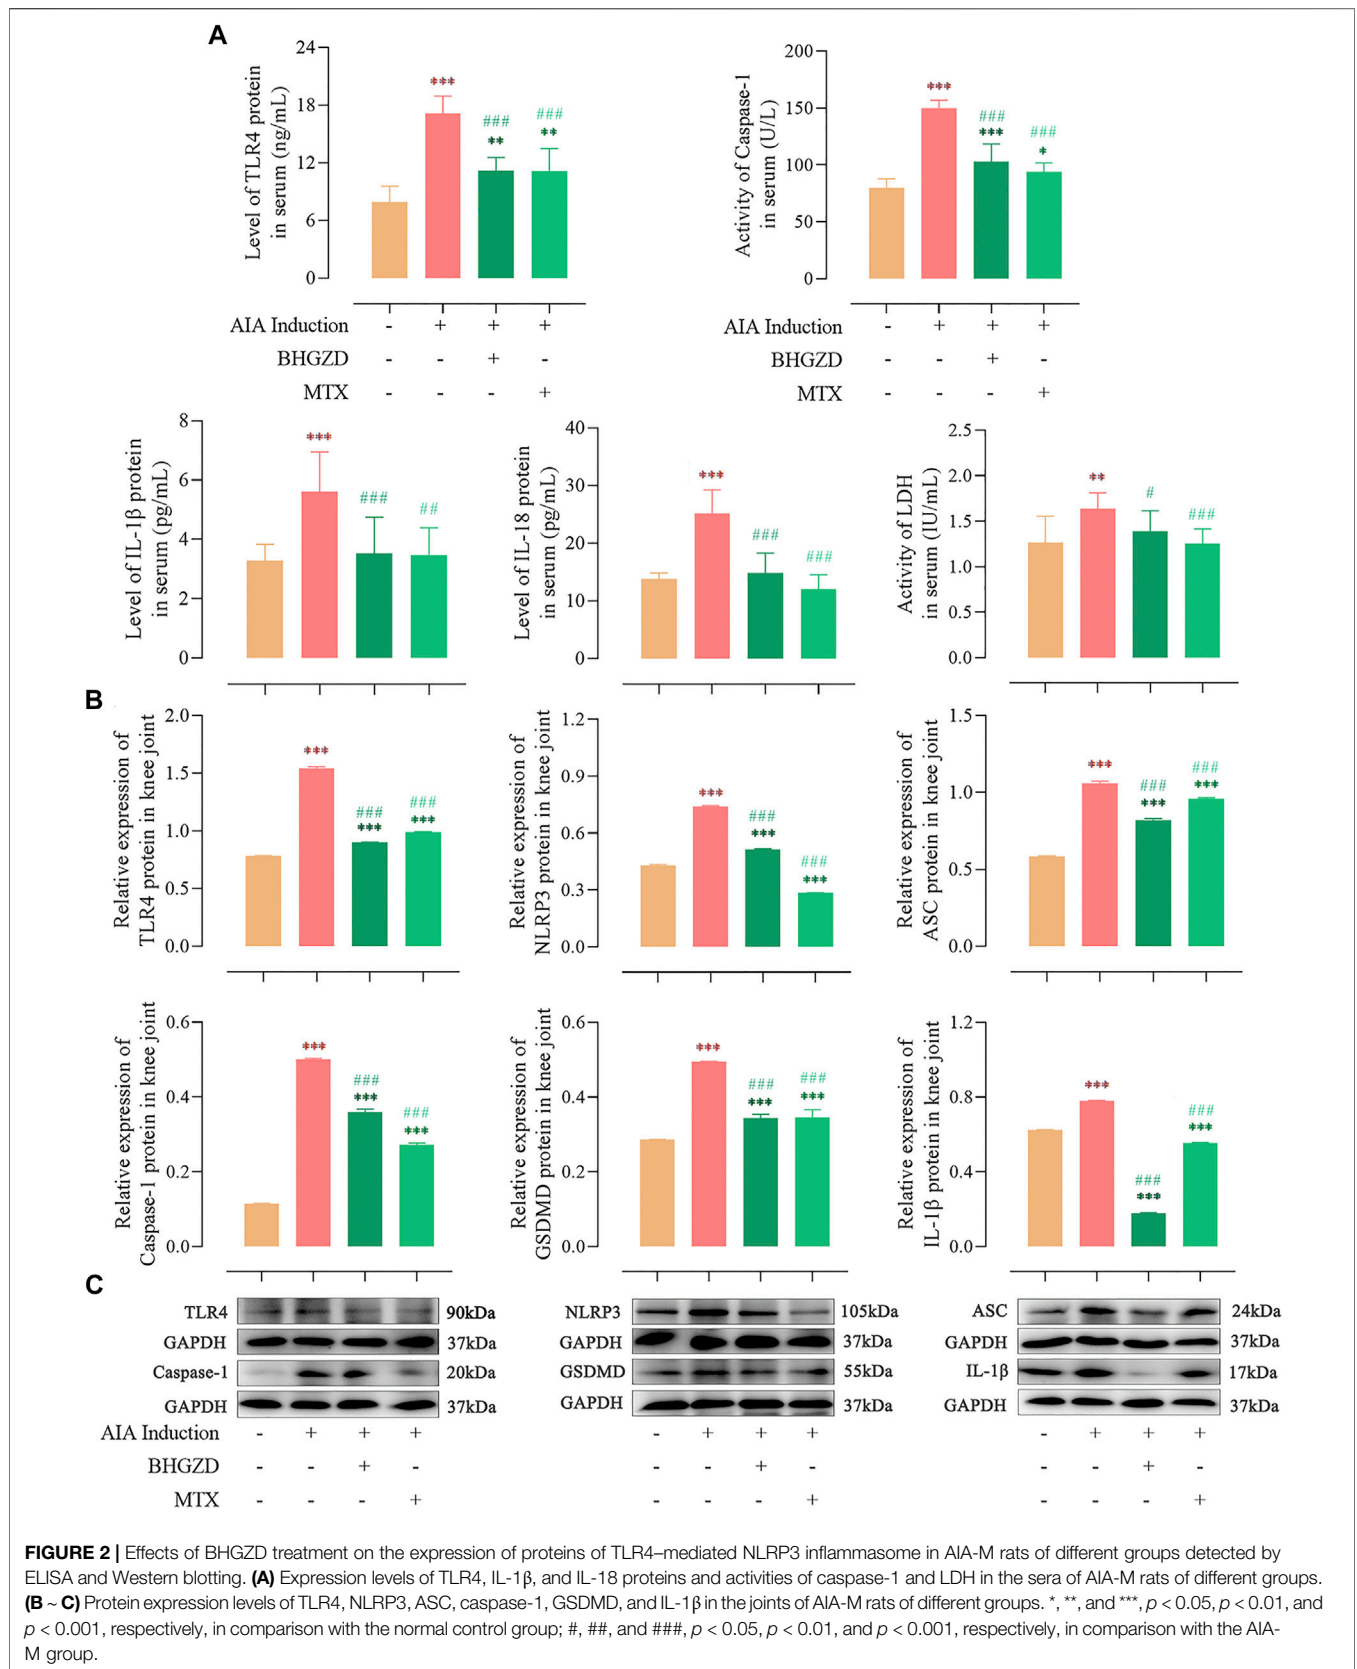 A
24
18
12
6
0
Level of TLR4 protein
in serum (ng/mL)
***
###
**
###
**
200
150
100
50
0
Activity of Caspase-1
in serum (U/L)
***
###
***
###
*
AIA Induction - + + +
BHGZD - - + -
MTX - - - +
AIA Induction - + + +
BHGZD - - + -
MTX - - - +
8
6
4
2
0
Level of IL-1β protein
in serum (pg/mL)
***
###
##
40
30
20
10
0
Level of IL-18 protein
in serum (pg/mL)
***
###
###
2.5
2.0
1.5
1.0
0.5
0.0
Activity of LDH
in serum (IU/mL)
**
#
###
B
2.0
1.5
1.0
0.5
0.0
Relative expression of
TLR4 protein in knee joint
***
###
***
###
***
1.2
0.9
0.6
0.3
0.0
Relative expression of
NLRP3 protein in knee joint
***
###
***
###
***
1.5
1.0
0.5
0.0
Relative expression of
ASC protein in knee joint
***
###
***
###
***
0.6
0.4
0.2
0.0
Relative expression of
Caspase-1 protein in knee joint
***
###
***
###
***
0.6
0.4
0.2
0.0
Relative expression of
GSDMD protein in knee joint
***
###
***
###
***
1.2
0.8
0.4
0.0
Relative expression of
IL-1β protein in knee joint
***
###
***
###
***
C
TLR4 90kDa
GAPDH 37kDa
Caspase-1 20kDa
GAPDH 37kDa
AIA Induction - + + +
BHGZD - - + -
MTX - - - +
NLRP3 105kDa
GAPDH 37kDa
GSDMD 55kDa
GAPDH 37kDa
- + + +
- - + -
- - - +
ASC 24kDa
GAPDH 37kDa
IL-1β 17kDa
GAPDH 37kDa
- + + +
- - + -
- - - +
FIGURE 2 | Effects of BHGZD treatment on the expression of proteins of TLR4–mediated NLRP3 inflammasome in AIA-M rats of different groups detected by
ELISA and Western blotting. (A) Expression levels of TLR4, IL-1β, and IL-18 proteins and activities of caspase-1 and LDH in the sera of AIA-M rats of different groups.
(B ~ C) Protein expression levels of TLR4, NLRP3, ASC, caspase-1, GSDMD, and IL-1β in the joints of AIA-M rats of different groups. *, **, and ***, p < 0.05, p < 0.01, and
p < 0.001, respectively, in comparison with the normal control group; #, ##, and ###, p < 0.05, p < 0.01, and p < 0.001, respectively, in comparison with the AIA-
M group.